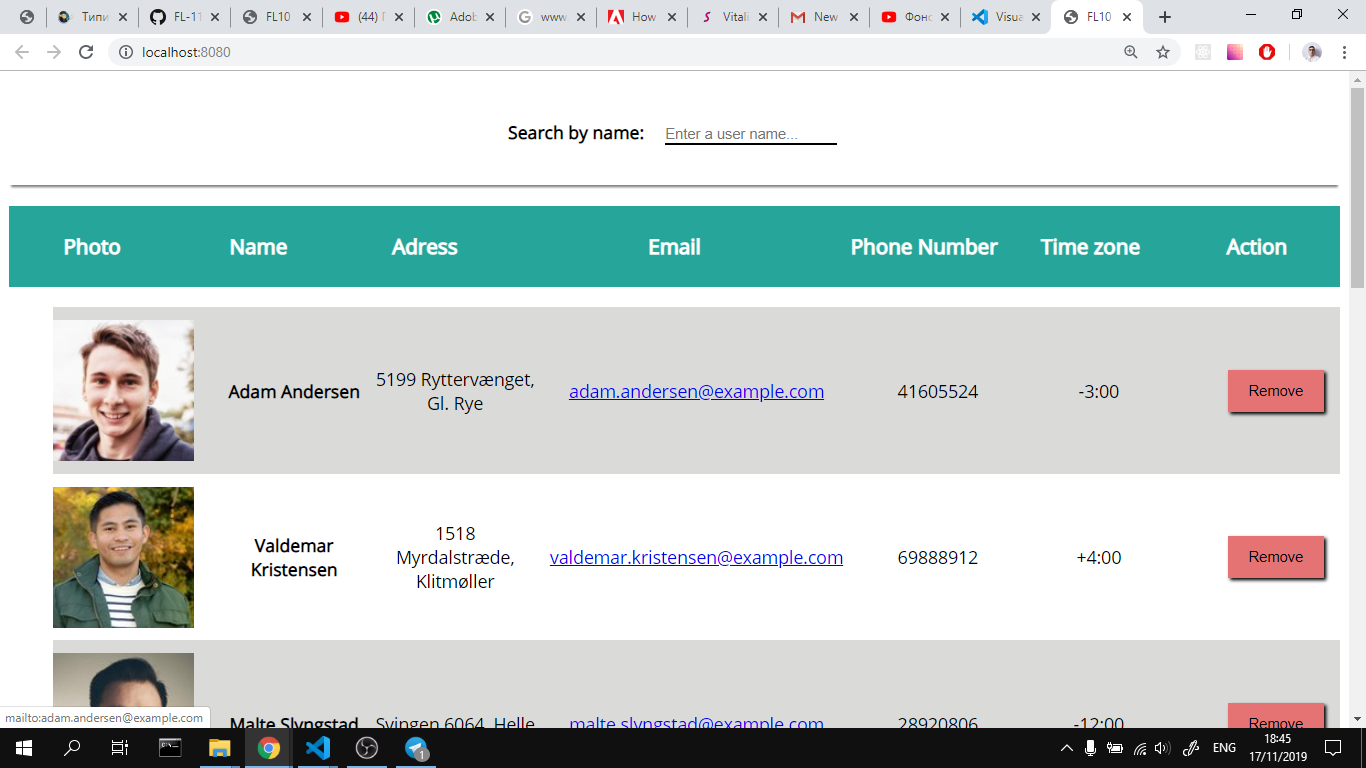 Типи
FL-11
FL10
(44) Г
Adob
www
How
Vitali
New
Фонс
Visua
FL10
localhost:8080
Search by name:
Enter a user name...
Photo Name Adress Email Phone Number Time zone Action
Adam Andersen
5199 Ryttervænget,
Gl. Rye
adam.andersen@example.com
41605524
-3:00
Remove
Valdemar
Kristensen
1518
Myrdalstræde,
Klitmøller
valdemar.kristensen@example.com
69888912
+4:00
Remove
Malte Slyngstad
Svingen 6064, Helle
malte.slyngstad@example.com
28920806
-12:00
Remove
mailto:adam.andersen@example.com
1
ENG
18:45
17/11/2019